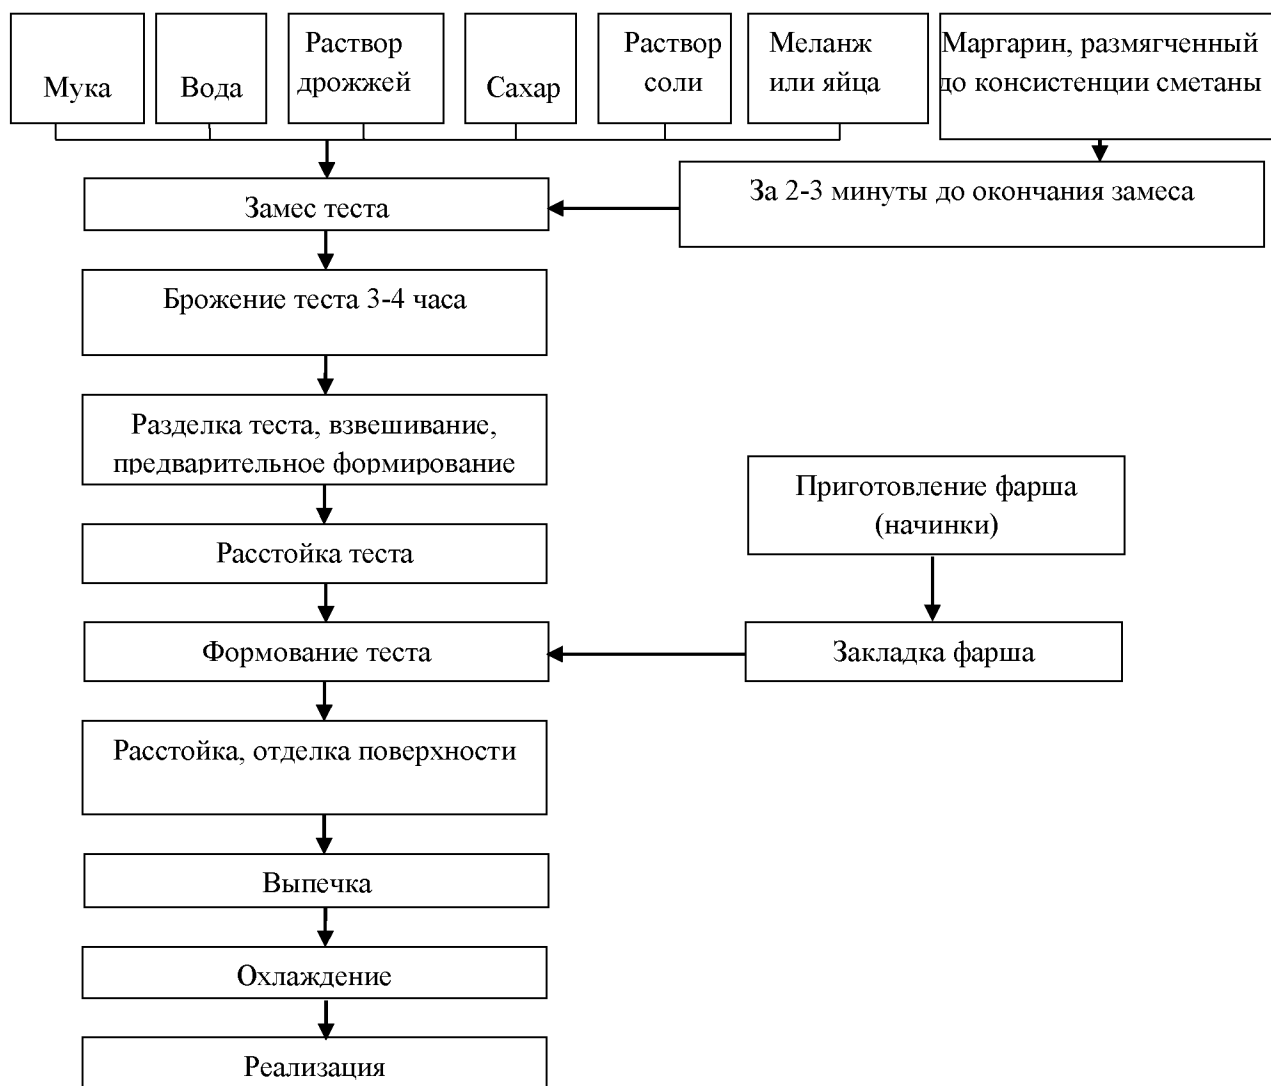 Мука
Вода
Раствор
дрожжей
Сахар
Раствор
соли
Меланж
или яйца
Маргарин, размягченный
до консистенции сметаны
За 2-3 минуты до окончания замеса
Замес теста
Брожение теста 3-4 часа
Разделка теста, взвешивание,
предварительное формирование
Приготовление фарша
(начинки)
Расстойка теста
Формование теста
Закладка фарша
Расстойка, отделка поверхности
Выпечка
Охлаждение
Реализация